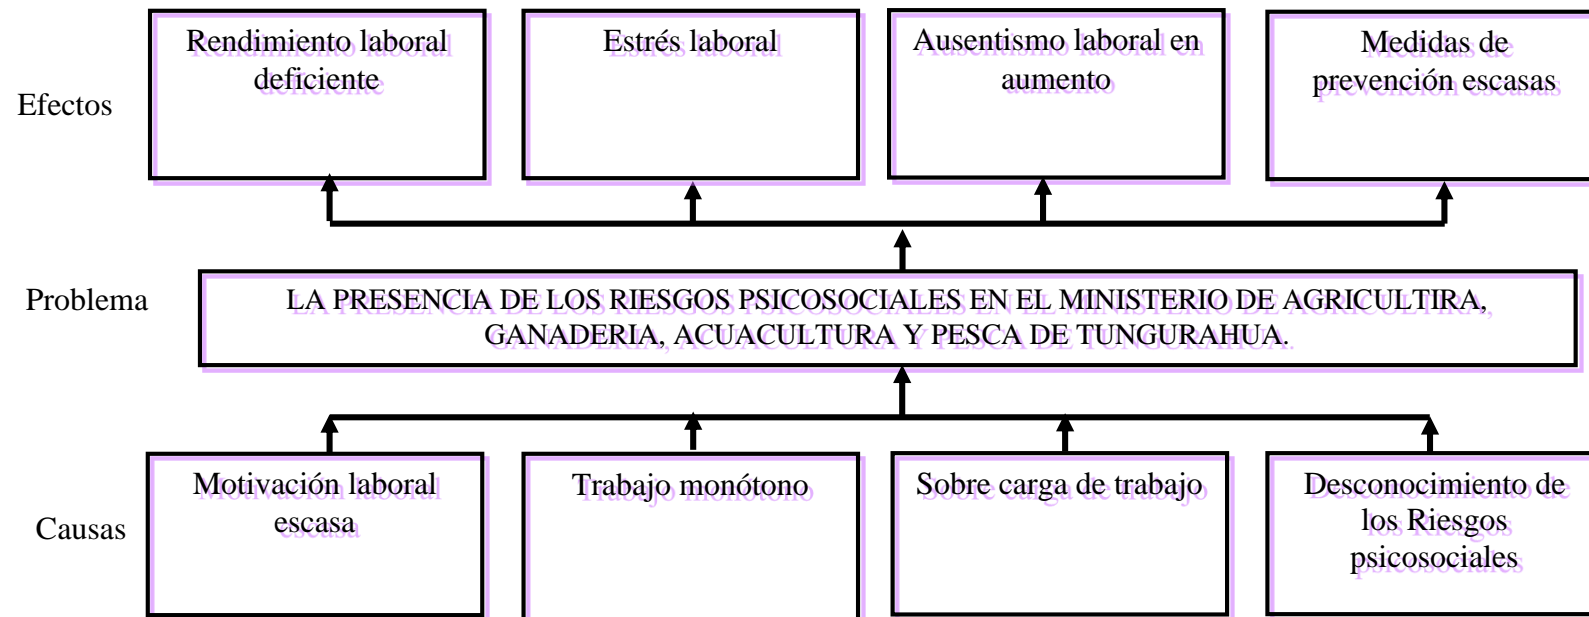 Efectos
Rendimiento laboral
deficiente
Estrés laboral
Ausentismo laboral en
aumento
Medidas de
prevención escasas
Problema
LA PRESENCIA DE LOS RIESGOS PSICOSOCIALES EN EL MINISTERIO DE AGRICULTIRA,
GANADERIA, ACUACULTURA Y PESCA DE TUNGURAHUA.
Causas
Motivación laboral
escasa
Trabajo monótono
Sobre carga de trabajo
Desconocimiento de
los Riesgos
psicosociales